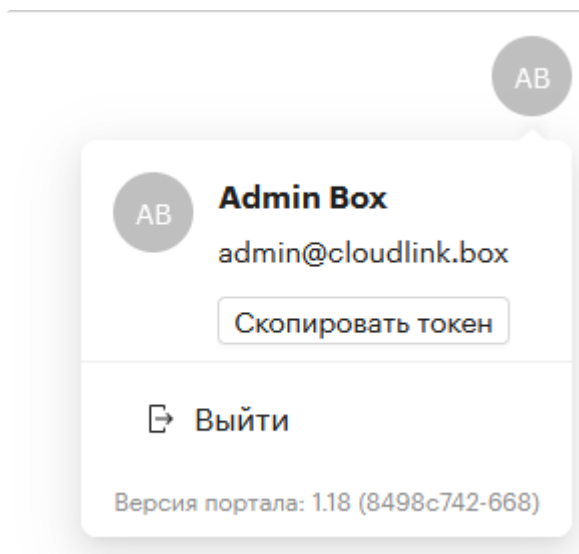 AB
AB
Admin Box
admin@cloudlink.box
Скопировать токен
Выйти
Версия портала: 1.18 (8498c742-668)